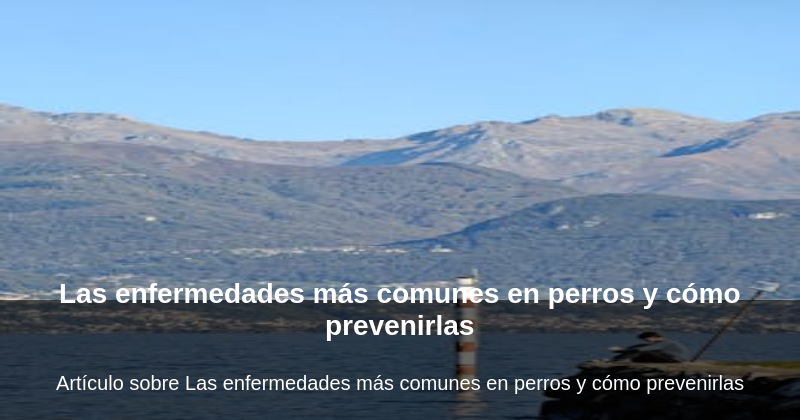 Las enfermedades más comunes en perros y cómo
prevenirlas
Artículo sobre Las enfermedades más comunes en perros y cómo prevenirlas